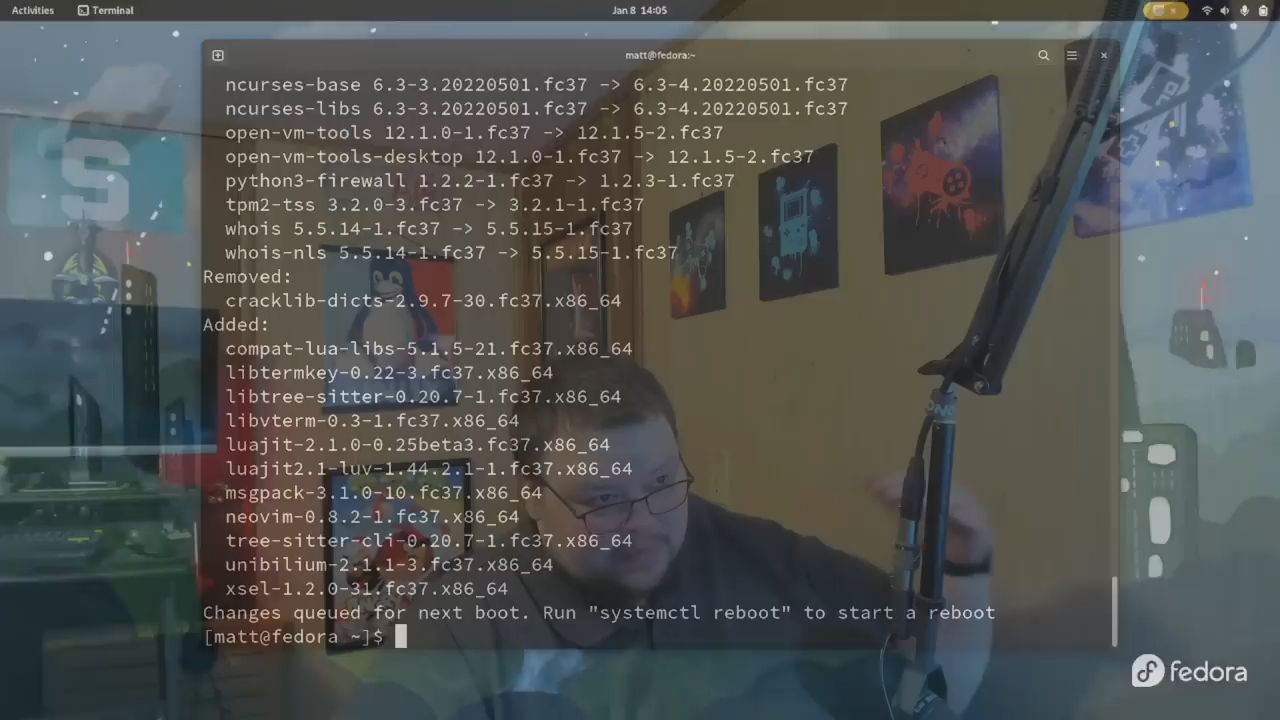 Activities Terminal Jan 8 14:05
matt@fedora:~
ncurses-base 6.3-3.20220501.fc37 -> 6.3-4.20220501.fc37
ncurses-libs 6.3-3.20220501.fc37 -> 6.3-4.20220501.fc37
open-vm-tools 12.1.0-1.fc37 -> 12.1.5-2.fc37
open-vm-tools-desktop 12.1.0-1.fc37 -> 12.1.5-2.fc37
python3-firewall 1.2.2-1.fc37 -> 1.2.3-1.fc37
tpm2-tss 3.2.0-3.fc37 -> 3.2.1-1.fc37
whois 5.5.14-1.fc37 -> 5.5.15-1.fc37
whois-nls 5.5.14-1.fc37 -> 5.5.15-1.fc37
Removed:
cracklib-dicts-2.9.7-30.fc37.x86_64
Added:
compat-lua-libs-5.1.5-21.fc37.x86_64
libtermkey-0.22-3.fc37.x86_64
libtree-sitter-0.20.7-1.fc37.x86_64
libvterm-0.3-1.fc37.x86_64
luajit-2.1.0-0.25beta3.fc37.x86_64
luajit2.1-luv-1.44.2.1-1.fc37.x86_64
msgpack-3.1.0-10.fc37.x86_64
neovim-0.8.2-1.fc37.x86_64
tree-sitter-cli-0.20.7-1.fc37.x86_64
unibilium-2.1.1-3.fc37.x86_64
xsel-1.2.0-31.fc37.x86_64
Changes queued for next boot. Run "systemctl reboot" to start a reboot
[matt@fedora ~]$
S
fedora